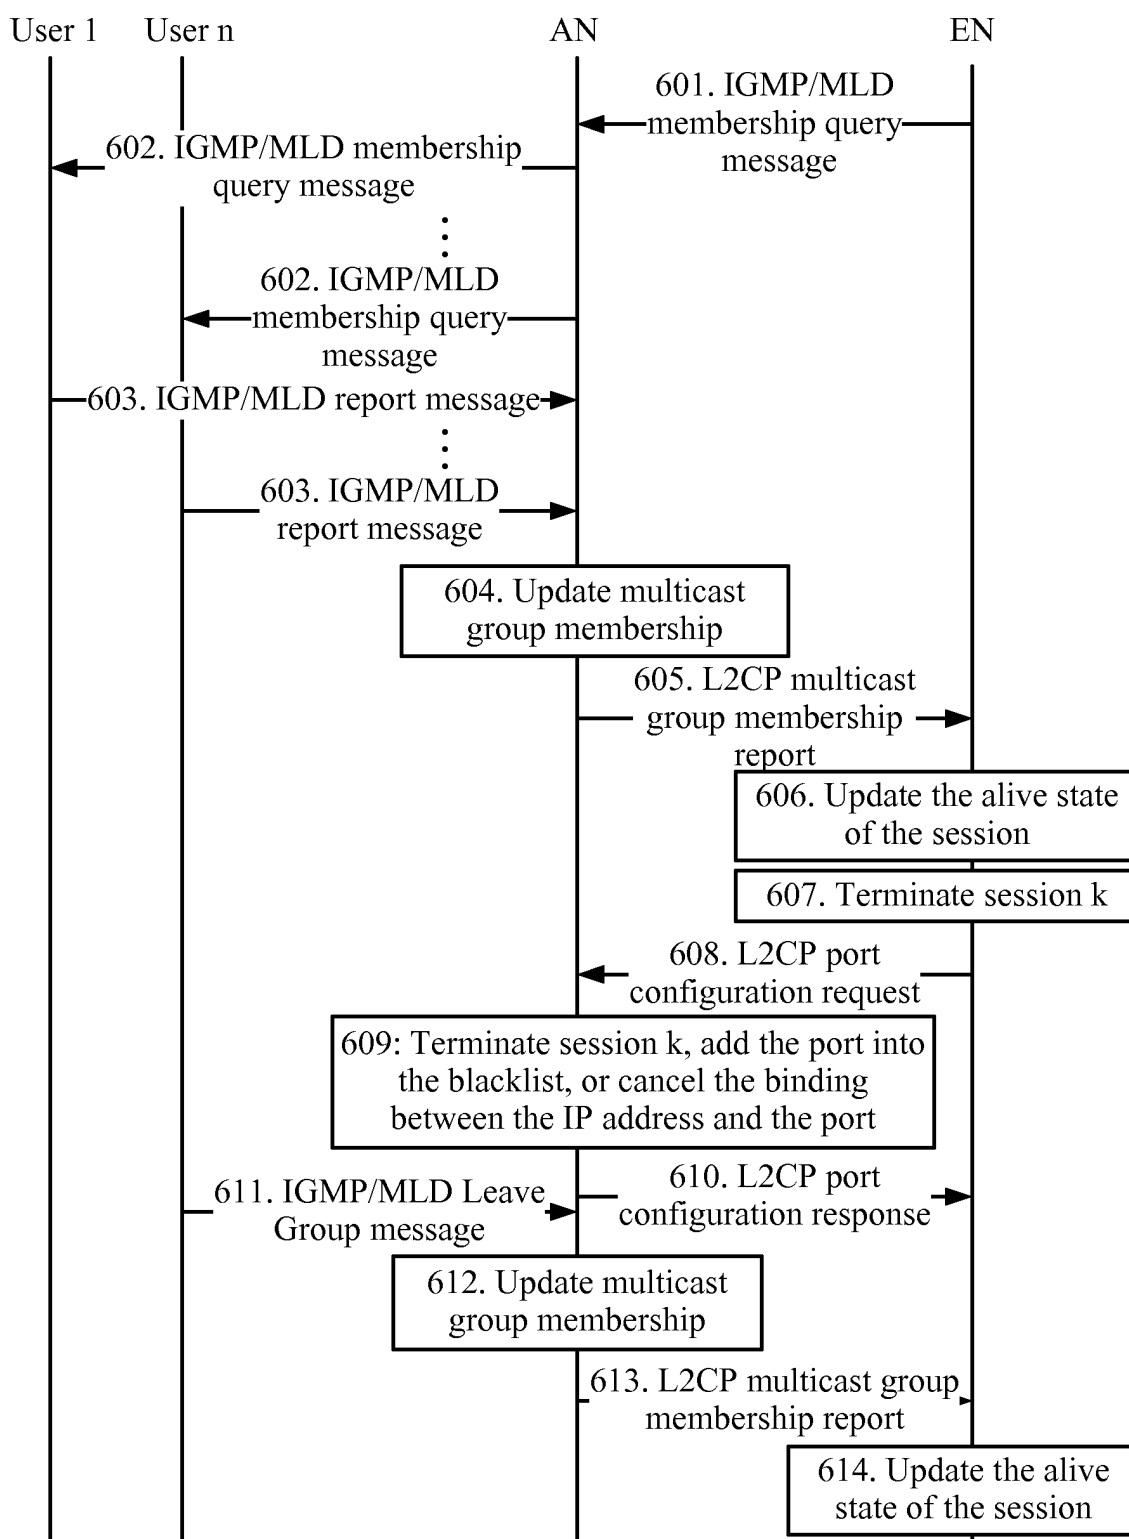 User 1
User n
AN
EN
601. IGMP/MLD
membership query
message
602. IGMP/MLD membership
query message
602. IGMP/MLD
membership query
message
603. IGMP/MLD report message
603. IGMP/MLD
report message
604. Update multicast
group membership
605. L2CP multicast
group membership
report
606. Update the alive state
of the session
607. Terminate session k
608. L2CP port
configuration request
609: Terminate session k, add the port into
the blacklist, or cancel the binding
between the IP address and the port
610. L2CP port
configuration response
611. IGMP/MLD Leave
Group message
612. Update multicast
group membership
613. L2CP multicast group
membership report
614. Update the alive
state of the session